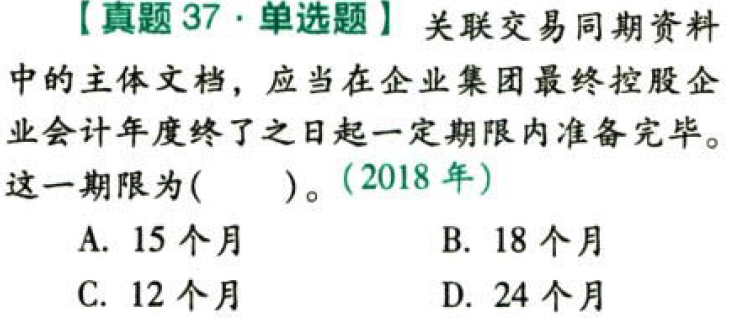 【真题 37·单选题】 关联交易同期资料
中的主体文档，应当在企业集团最终控股企
业会计年度终了之日起一定期限内准备完毕。
这一期限为(　　)。(2018 年)
A. 15 个月　　B. 18 个月
C. 12 个月　　D. 24 个月